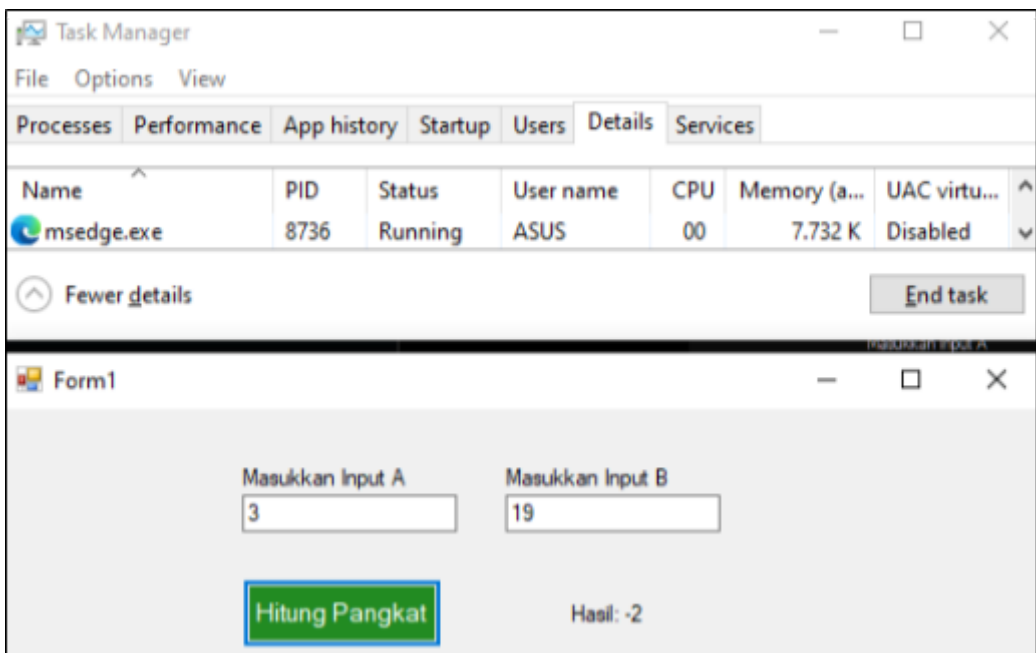 Task Manager
File Options View
Processes Performance App history Startup Users Details Services
Name PID Status User name CPU Memory (a... UAC virtu...
msedge.exe 8736 Running ASUS 00 7.732 K Disabled
Fewer details End task
Masukkan Input A
Form1
Masukkan Input A Masukkan Input B
3 19
Hitung Pangkat Hasil: -2